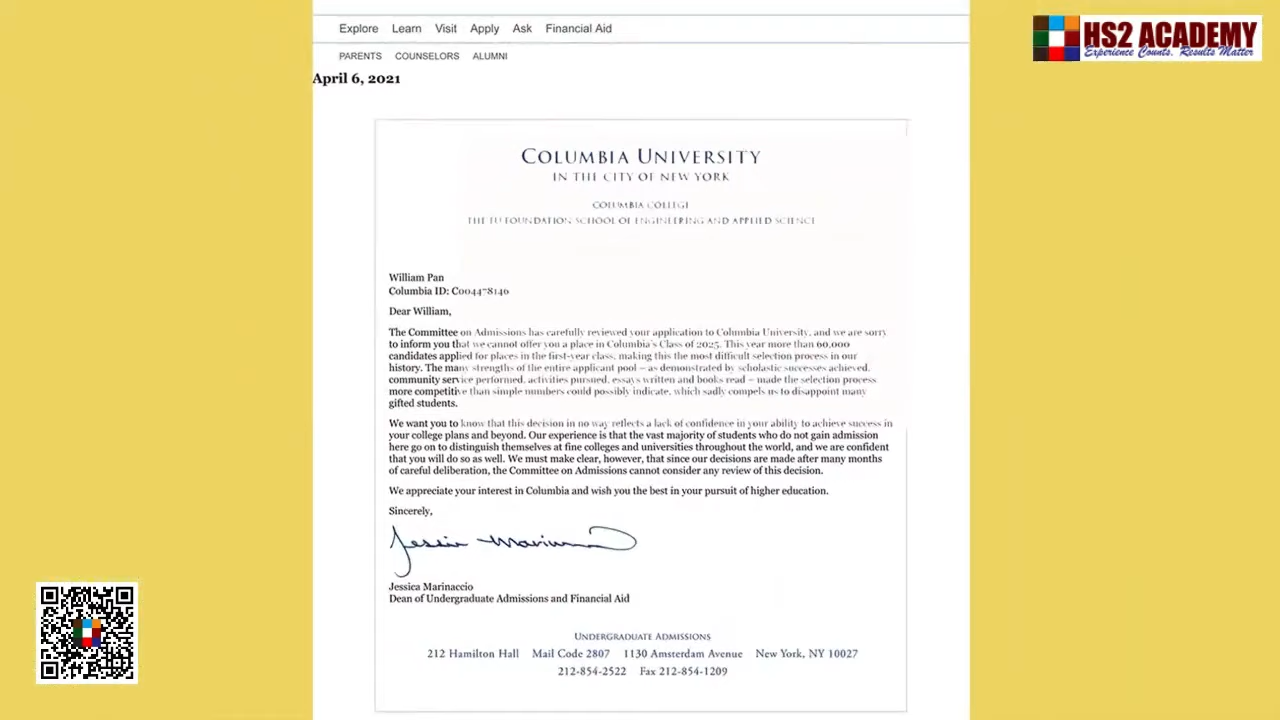 Explore Learn Visit Apply Ask Financial Aid
HS2 ACADEMY
Experience Counts. Results Matter
PARENTS COUNSELORS ALUMNI
April 6, 2021
COLUMBIA UNIVERSITY
IN THE CITY OF NEW YORK
COLUMBIA COLLEGE
THE FU FOUNDATION SCHOOL OF ENGINEERING AND APPLIED SCIENCE
William Pan
Columbia ID: C004478146
Dear William,
The Committee on Admissions has carefully reviewed your application to Columbia University, and we are sorry
to inform you that we cannot offer you a place in Columbia's Class of 2025. This year more than 60,000
candidates applied for places in the first-year class, making this the most difficult selection process in our
history. The many strengths of the entire applicant pool – as demonstrated by scholastic successes achieved,
community service performed, activities pursued, essays written and books read – made the selection process
more competitive than simple numbers could possibly indicate, which sadly compels us to disappoint many
gifted students.
We want you to know that this decision in no way reflects a lack of confidence in your ability to achieve success in
your college plans and beyond. Our experience is that the vast majority of students who do not gain admission
here go on to distinguish themselves at fine colleges and universities throughout the world, and we are confident
that you will do so as well. We must make clear, however, that since our decisions are made after many months
of careful deliberation, the Committee on Admissions cannot consider any review of this decision.
We appreciate your interest in Columbia and wish you the best in your pursuit of higher education.
Sincerely,
Jessica Marinaccio
Dean of Undergraduate Admissions and Financial Aid
UNDERGRADUATE ADMISSIONS
212 Hamilton Hall Mail Code 2807 1130 Amsterdam Avenue New York, NY 10027
212-854-2522 Fax 212-854-1209